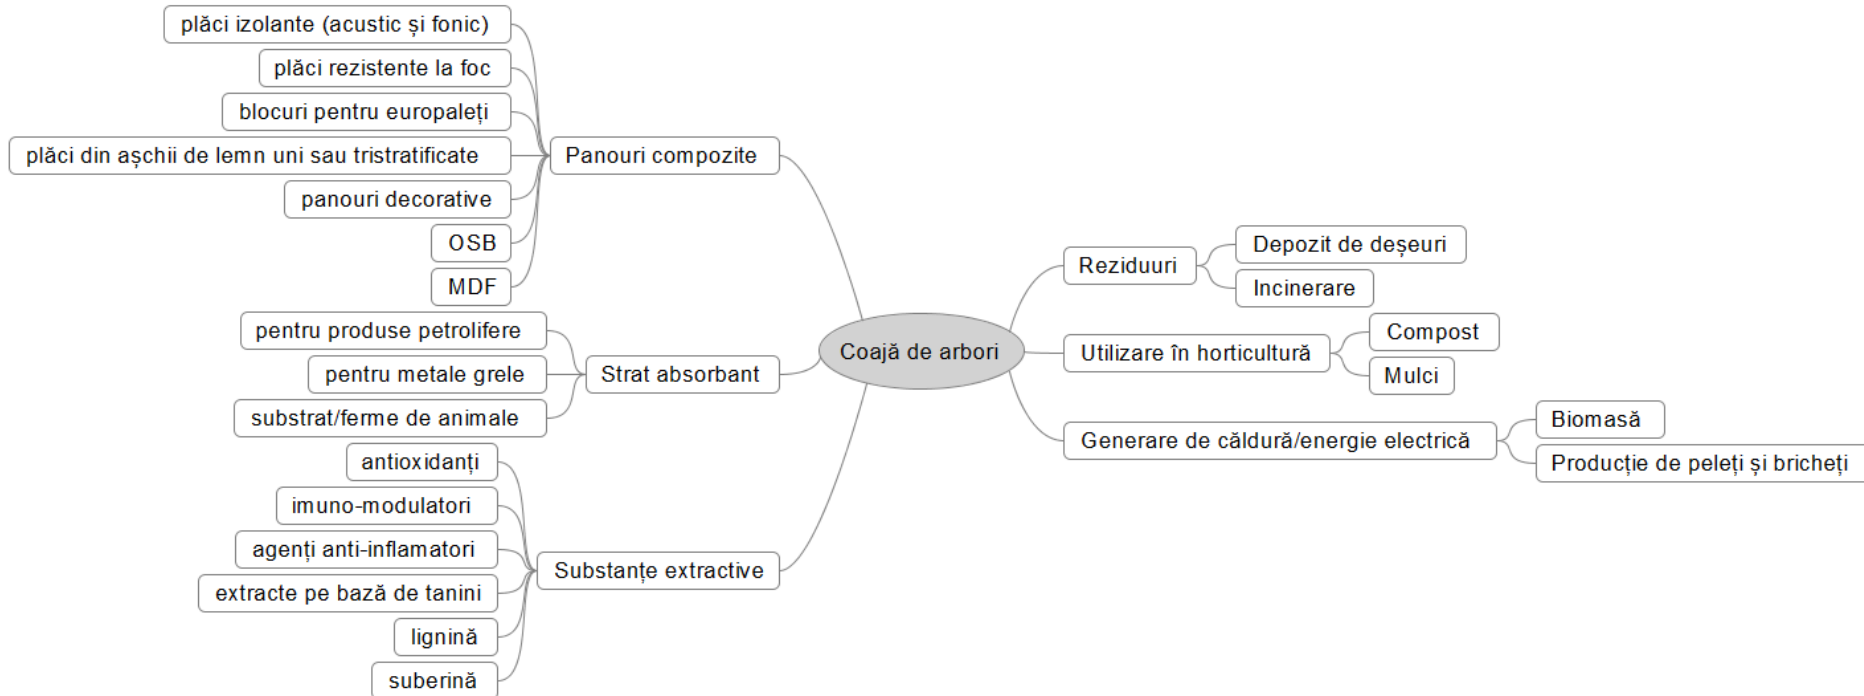 plăci izolante (acustic și fonic)
plăci rezistente la foc
blocuri pentru europaleți
plăci din așchii de lemn uni sau tristratificate
panouri decorative
OSB
MDF
Panouri compozite
pentru produse petrolifere
pentru metale grele
substrat/ferme de animale
Strat absorbant
antioxidanți
imuno-modulatori
agenți anti-inflamatori
extracte pe bază de tanini
lignină
suberină
Substanțe extractive
Coajă de arbori
Reziduuri
Depozit de deșeuri
Incinerare
Utilizare în horticultură
Compost
Mulci
Generare de căldură/energie electrică
Biomasă
Producție de peleți și bricheți